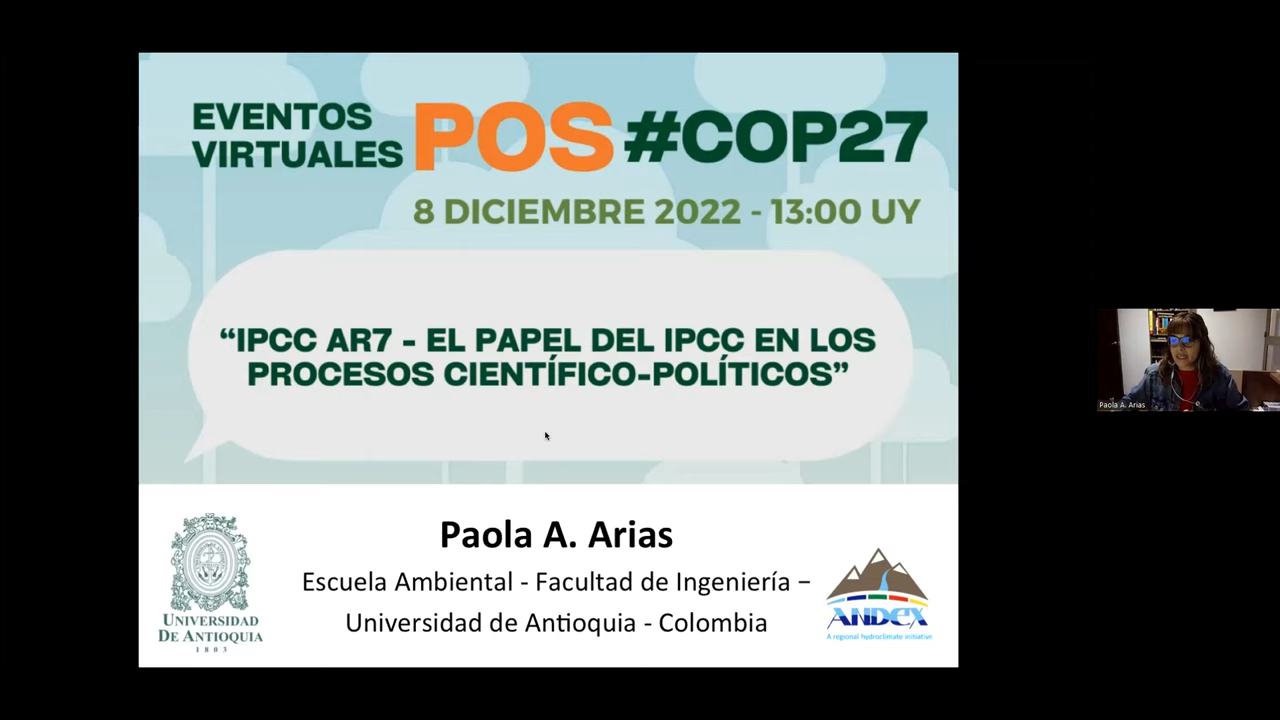 EVENTOS
VIRTUALES
POS #COP27
8 DICIEMBRE 2022 - 13:00 UY
“IPCC AR7 - EL PAPEL DEL IPCC EN LOS
PROCESOS CIENTÍFICO-POLÍTICOS”
Paola A. Arias
Escuela Ambiental - Facultad de Ingeniería –
Universidad de Antioquia - Colombia
UNIVERSIDAD
DE ANTIOQUIA
1803
ANDEX
A regional hydroclimate initiative
Paola A. Arias